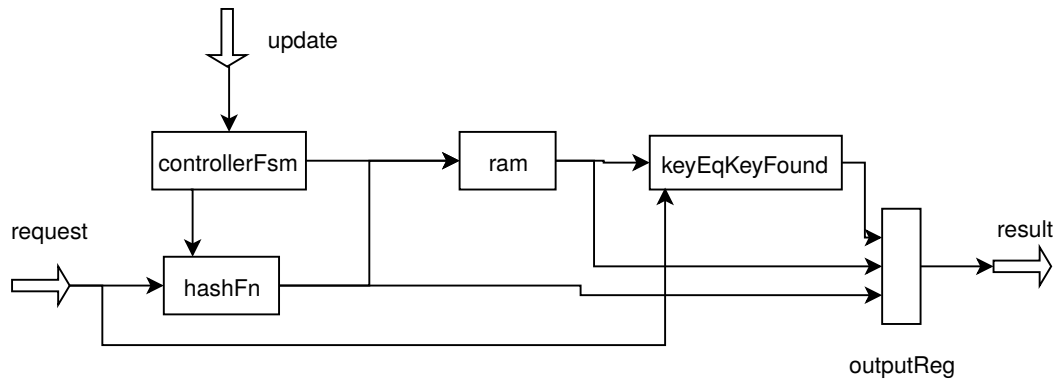 update
controllerFsm
ram
keyEqKeyFound
request
result
hashFn
outputReg